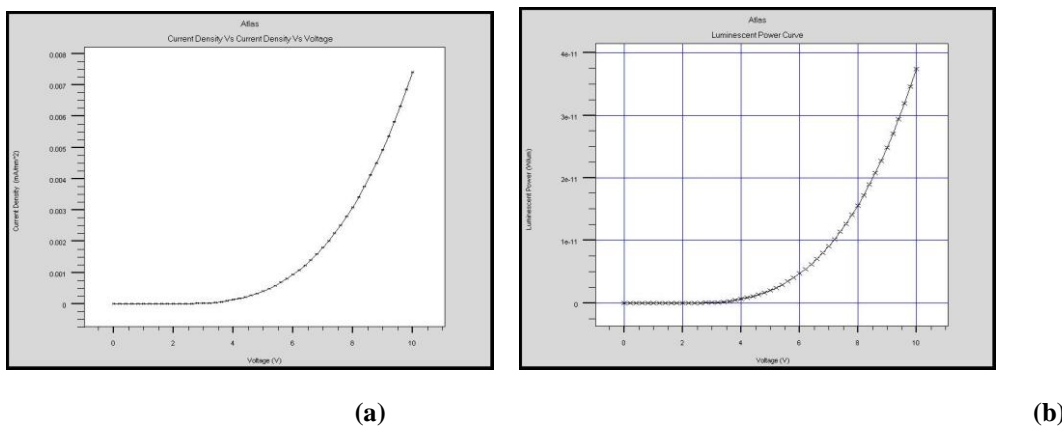 Atlas
Current Density Vs Current Density Vs Voltage
0.008
0.007
0.006
0.005
0.004
0.003
0.002
0.001
0
Current Density (mA/mm^2)
0 2 4 6 8 10
Voltage (V)
(a)
Atlas
Luminescent Power Curve
4e-11
3e-11
2e-11
1e-11
0
Luminescent Power (W/um)
0 2 4 6 8 10
Voltage (V)
(b)